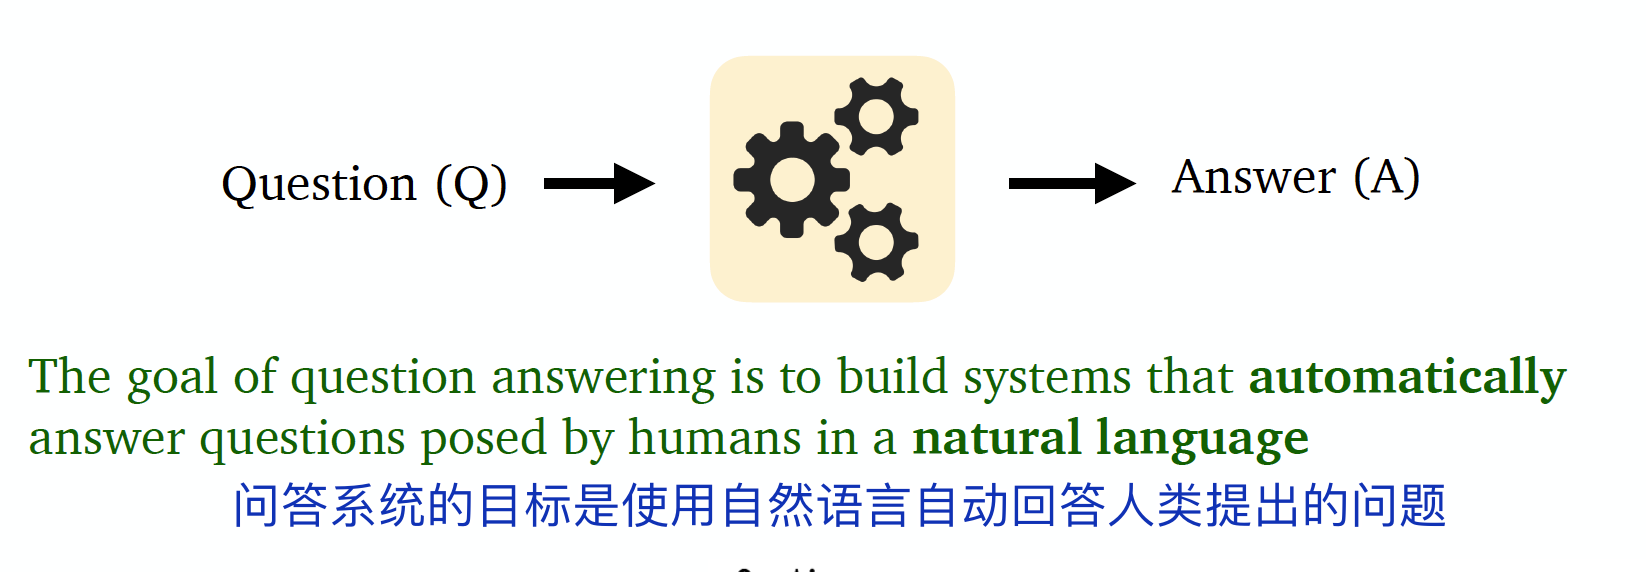 Question (Q)
Answer (A)
The goal of question answering is to build systems that automatically
answer questions posed by humans in a natural language
问答系统的目标是使用自然语言自动回答人类提出的问题